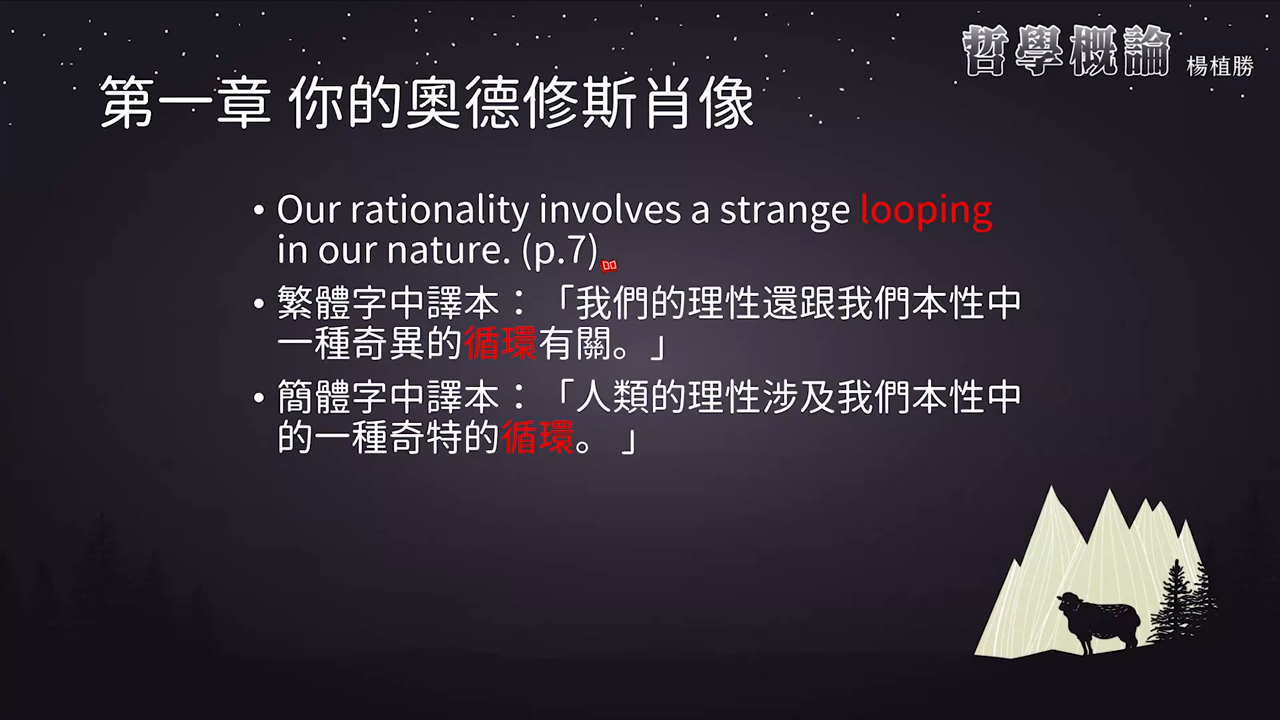 哲學概論 楊植勝
第一章 你的奧德修斯肖像
• Our rationality involves a strange looping
in our nature. (p.7)
• 繁體字中譯本：「我們的理性還跟我們本性中
一種奇異的循環有關。」
• 簡體字中譯本：「人類的理性涉及我們本性中
的一種奇特的循環。」